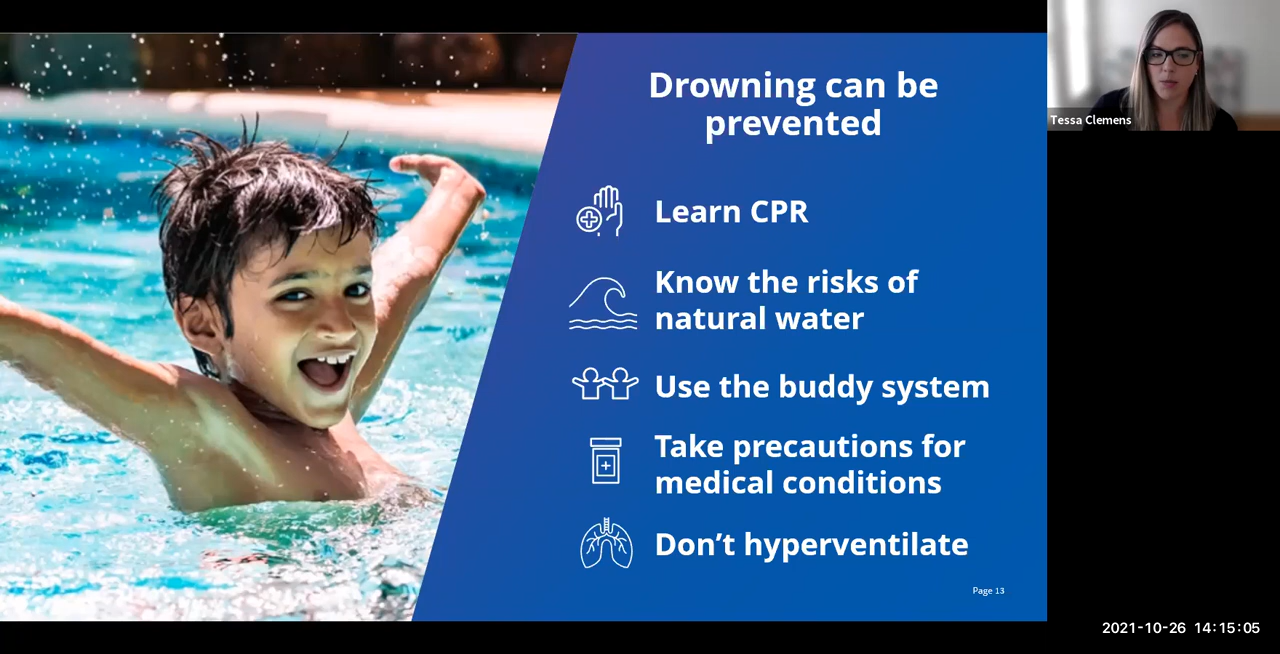 Drowning can be
prevented
Learn CPR
Know the risks of
natural water
Use the buddy system
Take precautions for
medical conditions
Don’t hyperventilate
Page 13
Tessa Clemens
2021-10-26 14:15:05